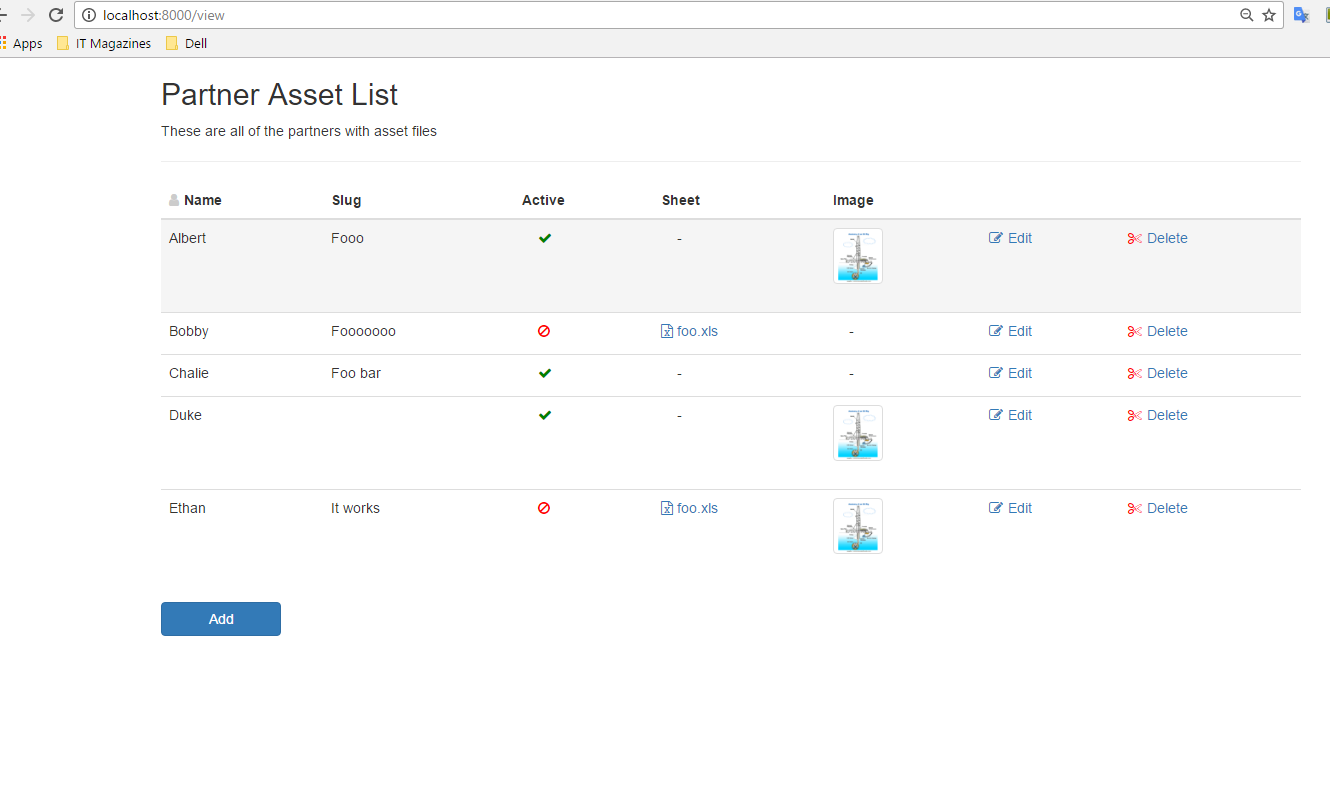 localhost:8000/view
Apps IT Magazines Dell
Partner Asset List
These are all of the partners with asset files
Name Slug Active Sheet Image
Albert Fooo - Edit Delete
Bobby Fooooooo foo.xls - Edit Delete
Chalie Foo bar - - Edit Delete
Duke - Edit Delete
Ethan It works foo.xls Edit Delete
Add